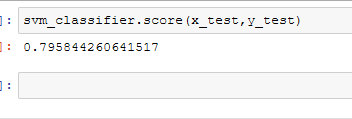 ]: svm_classifier.score(x_test,y_test)
]: 0.795844260641517
]: